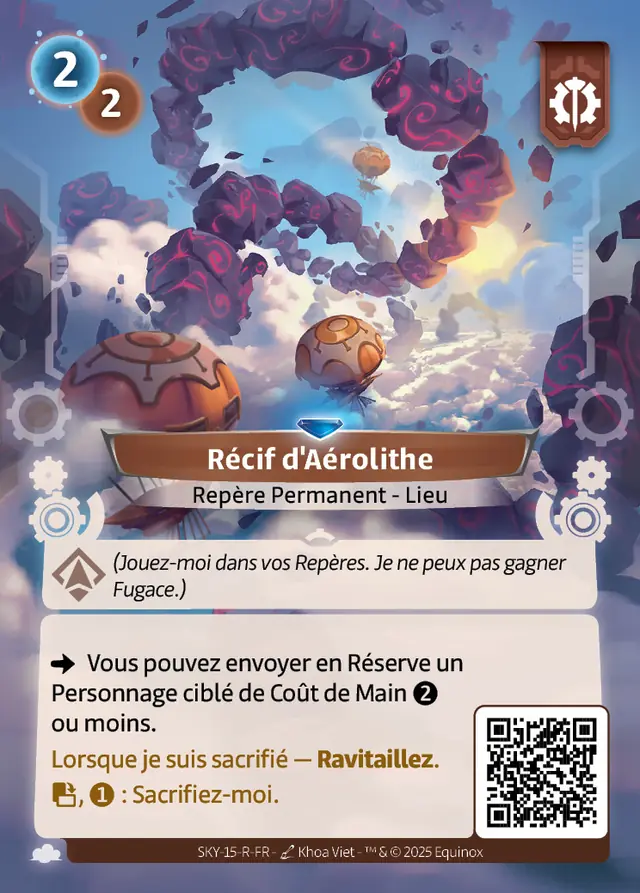 2
2
Récif d'Aérolithe
Repère Permanent - Lieu
(Jouez-moi dans vos Repères. Je ne peux pas gagner
Fugace.)
Vous pouvez envoyer en Réserve un
Personnage ciblé de Coût de Main 2
ou moins.
Lorsque je suis sacrifié — Ravitaillez.
, 1 : Sacrifiez-moi.
SKY-15-R-FR - Khoa Viet - ™ & © 2025 Equinox